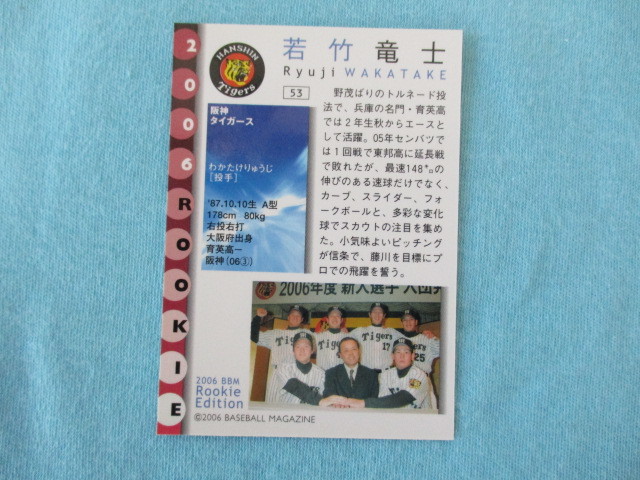 2006 ROOKIE
HANSHIN
Tigers
若竹 竜士
Ryuji WAKATAKE
53
阪神
タイガース
わかたけりゅうじ
[投手]
'87.10.10生 A型
178cm 80kg
右投右打
大阪府出身
育英高―
阪神(06③)
野茂ばりのトルネード投
法で、兵庫の名門・育英高
では2年生秋からエースと
して活躍。05年センバツで
は1回戦で東邦高に延長戦
で敗れたが、最速148㌔の
伸びのある速球だけでなく、
カーブ、スライダー、フォ
ークボールと、多彩な変化
球でスカウトの注目を集め
た。小気味よいピッチング
が信条で、藤川を目標にプ
ロでの飛躍を誓う。
2006年度 新入選手 入団発
Tigers
17
25
2006 BBM
Rookie
Edition
©2006 BASEBALL MAGAZINE